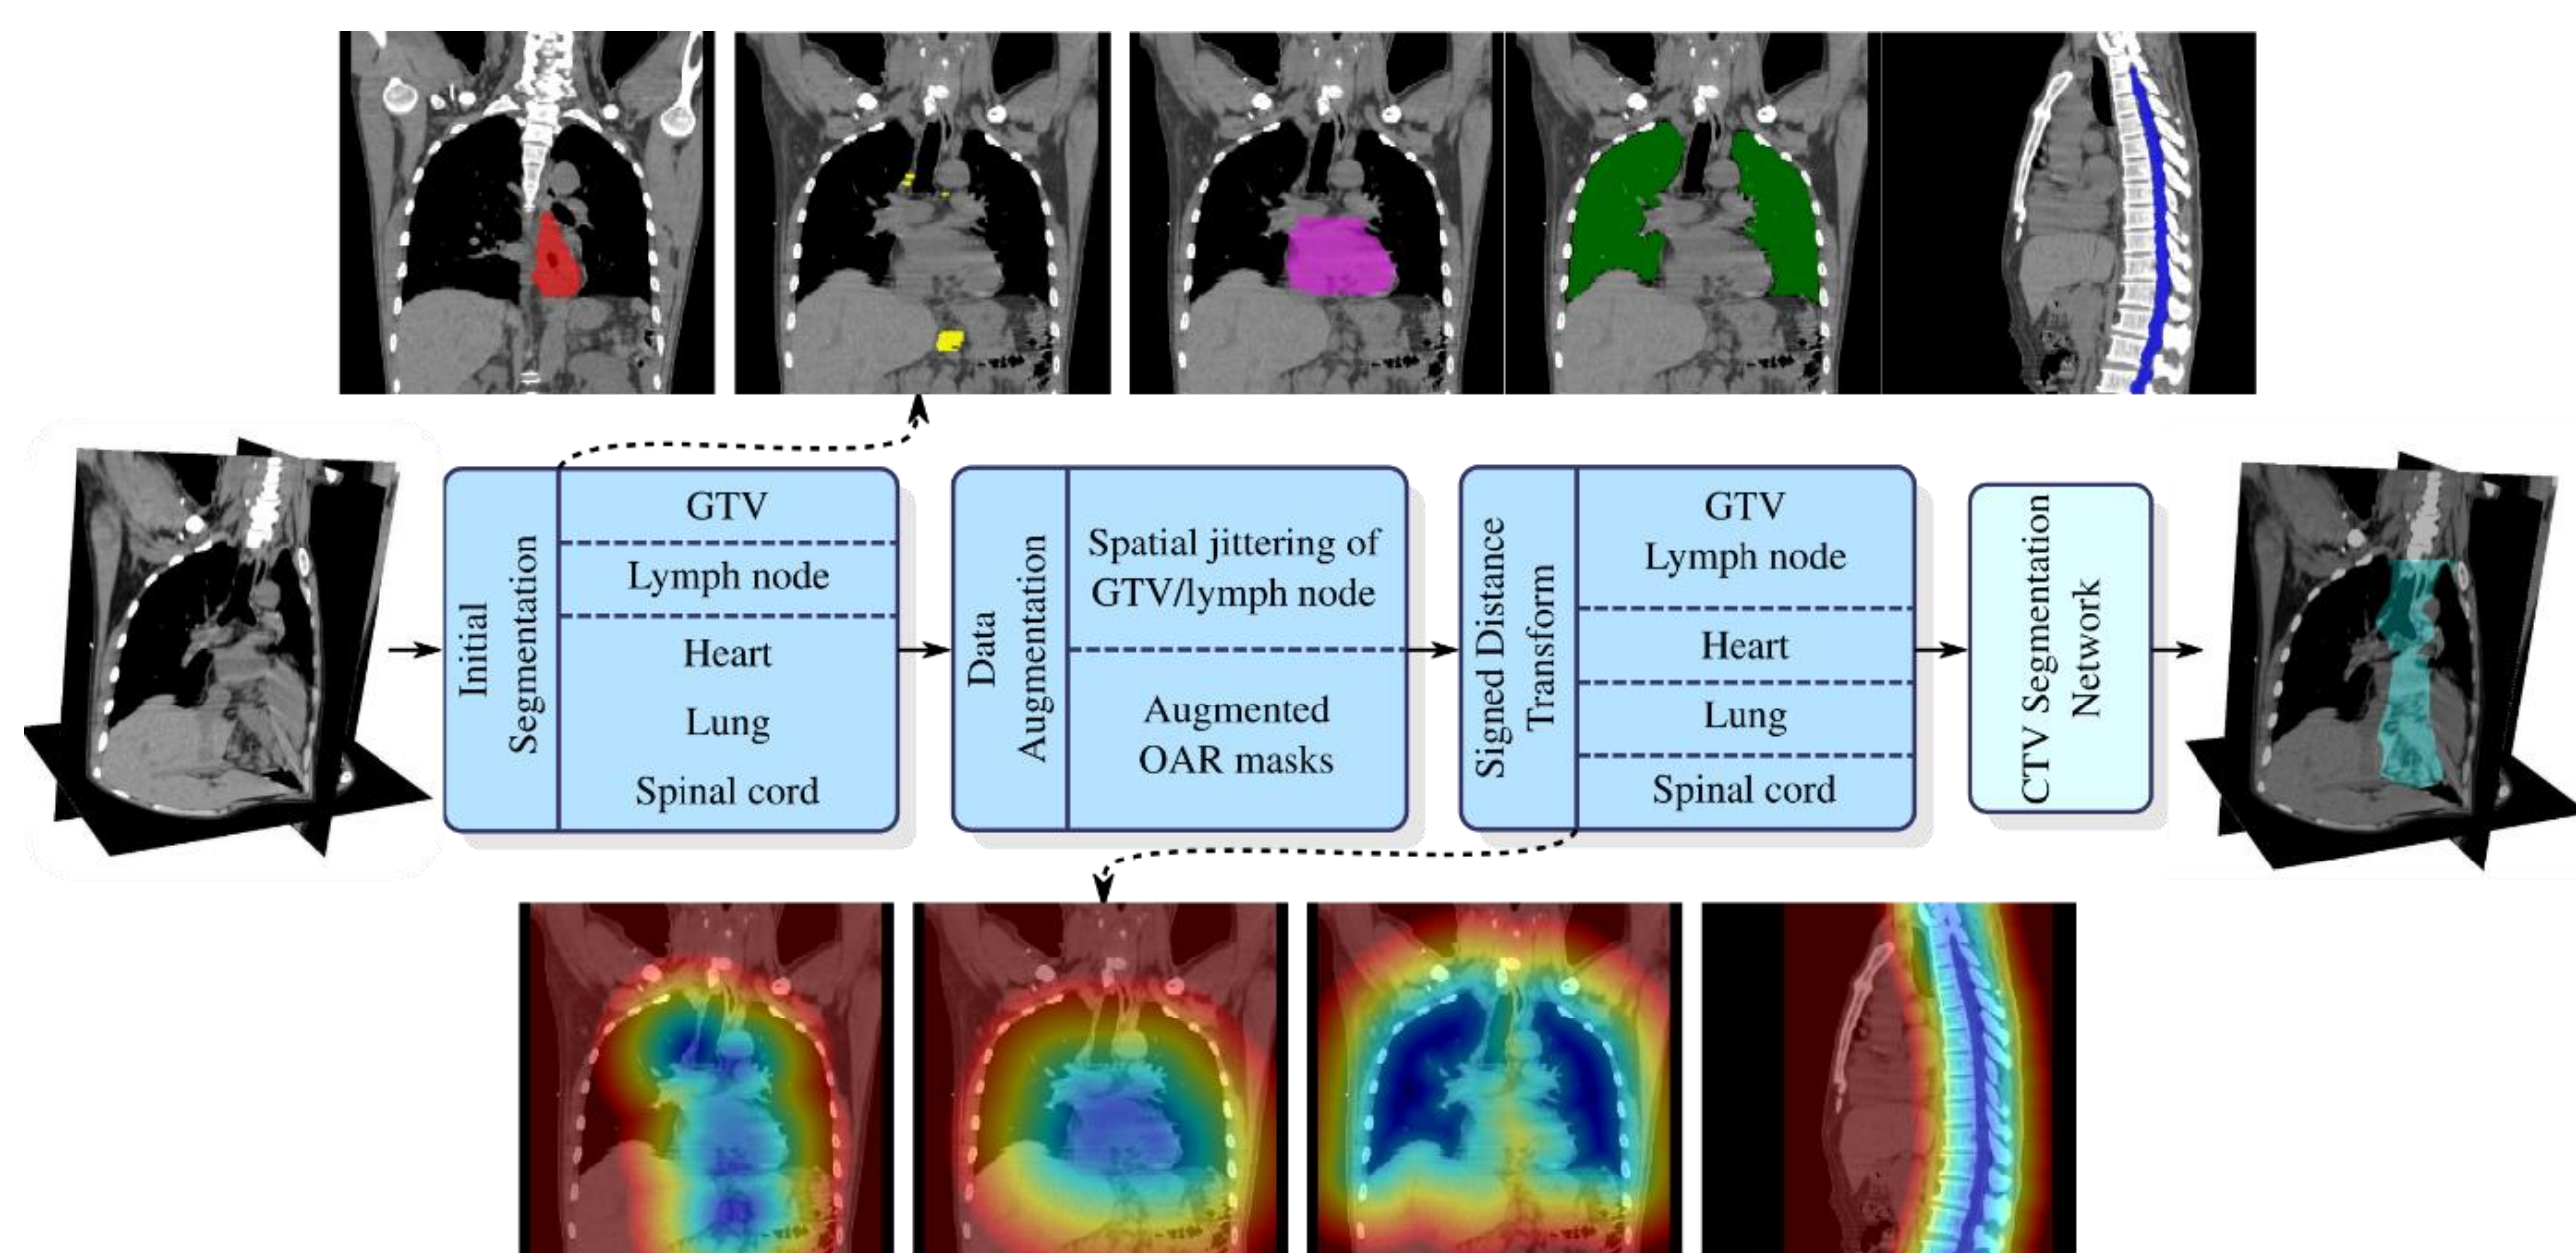 Initial
Segmentation
GTV
Lymph node
Heart
Lung
Spinal cord
Data
Augmentation
Spatial jittering of
GTV/lymph node
Augmented
OAR masks
Signed Distance
Transform
GTV
Lymph node
Heart
Lung
Spinal cord
CTV Segmentation
Network